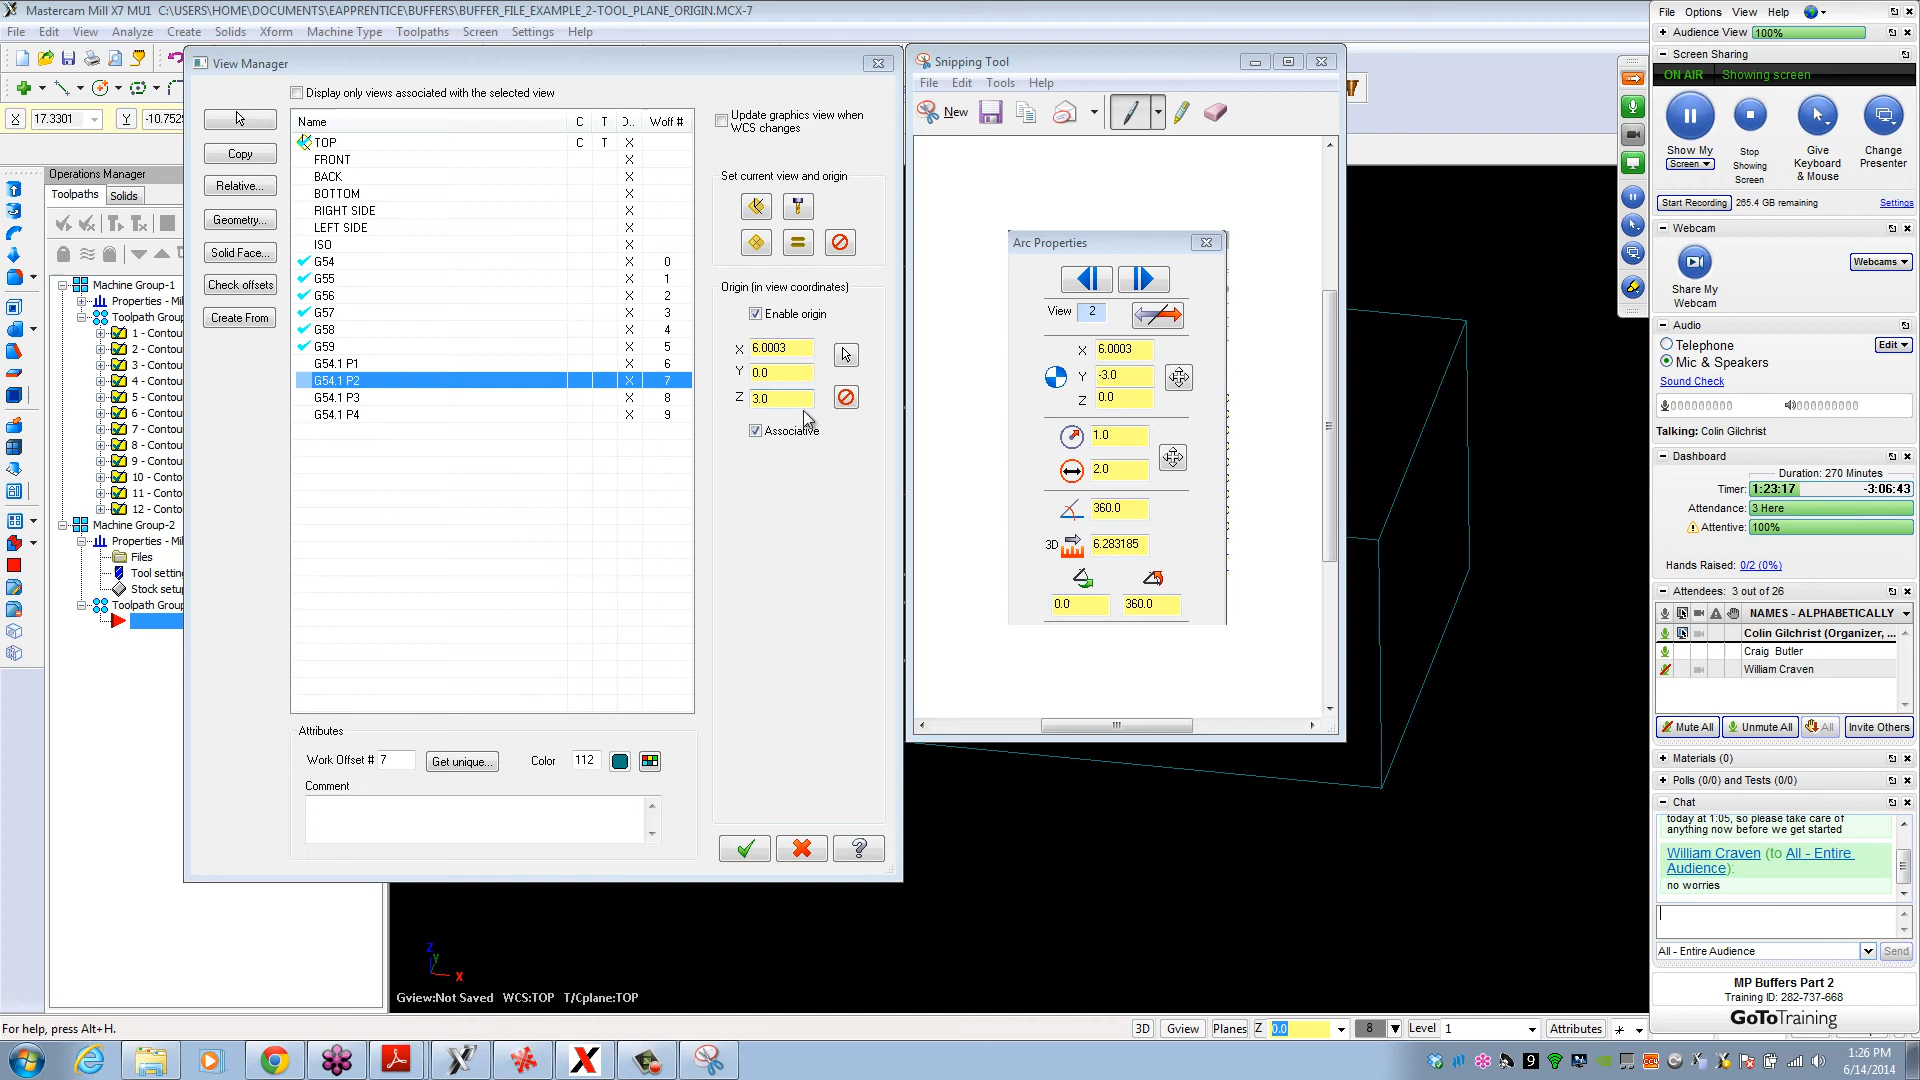 Mastercam Mill X7 MU1 C:\USERS\HOME\DOCUMENTS\EAPPRENTICE\BUFFERS\BUFFER_FILE_EXAMPLE_2-TOOL_PLANE_ORIGIN.MCX-7
File Edit View Analyze Create Solids Xform Machine Type Toolpaths Screen Settings Help
X 17.3301 Y -10.752
Operations Manager
Toolpaths Solids
Machine Group-1
Properties - Mil
Toolpath Group
1 - Contou
2 - Contou
3 - Contou
4 - Contou
5 - Contou
6 - Contou
7 - Contou
8 - Contou
9 - Contou
10 - Contou
11 - Contou
12 - Contou
Machine Group-2
Properties - Mil
Files
Tool setting
Stock setu
Toolpath Group
View Manager
Display only views associated with the selected view
Copy
Relative...
Geometry...
Solid Face...
Check offsets
Create From
Name C T D.. Woff #
TOP C T X
FRONT X
BACK X
BOTTOM X
RIGHT SIDE X
LEFT SIDE X
ISO X
G54 X 0
G55 X 1
G56 X 2
G57 X 3
G58 X 4
G59 X 5
G54.1 P1 X 6
G54.1 P2 X 7
G54.1 P3 X 8
G54.1 P4 X 9
Update graphics view when
WCS changes
Set current view and origin
Origin (in view coordinates)
Enable origin
X 6.0003
Y 0.0
Z 3.0
Associative
Attributes
Work Offset # 7 Get unique... Color 112
Comment
Snipping Tool
File Edit Tools Help
New
Arc Properties
View 2
X 6.0003
Y -3.0
Z 0.0
1.0
2.0
360.0
3D 6.283185
0.0 360.0
Z
Y
X
Gview:Not Saved WCS:TOP T/Cplane:TOP
For help, press Alt+H.
3D Gview Planes Z 0.0 8 Level 1 Attributes
File Options View Help
Audience View 100%
Screen Sharing
ON AIR Showing screen
Show My
Screen
Stop
Showing
Screen
Give
Keyboard
& Mouse
Change
Presenter
Start Recording 265.4 GB remaining Settings
Webcam
Share My
Webcam
Webcams
Audio
Telephone Edit
Mic & Speakers
Sound Check
Talking: Colin Gilchrist
Dashboard
Duration: 270 Minutes
Timer: 1:23:17 -3:06:43
Attendance: 3 Here
Attentive: 100%
Hands Raised: 0/2 (0%)
Attendees: 3 out of 26
NAMES - ALPHABETICALLY
Colin Gilchrist (Organizer, ...
Craig Butler
William Craven
Mute All Unmute All All Invite Others
Materials (0)
Polls (0/0) and Tests (0/0)
Chat
today at 1:05, so please take care of
anything now before we get started
William Craven (to All - Entire
Audience):
no worries
All - Entire Audience Send
MP Buffers Part 2
Training ID: 282-737-668
GoToTraining
1:26 PM
6/14/2014